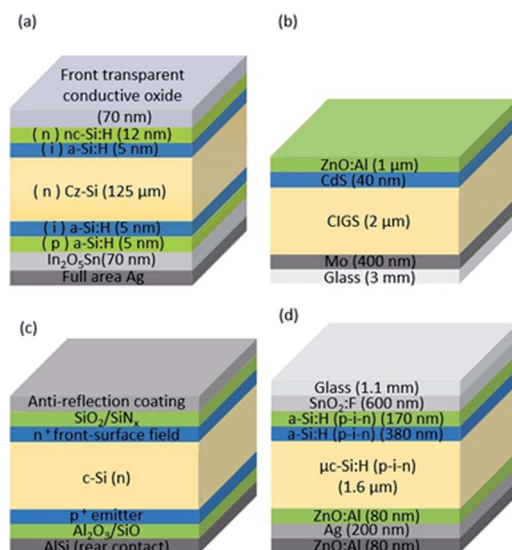 (a)
Front transparent
conductive oxide
(70 nm)
(n) nc-Si:H (12 nm)
(i) a-Si:H (5 nm)
(n) Cz-Si (125 µm)
(i) a-Si:H (5 nm)
(p) a-Si:H (5 nm)
In₂O₅Sn(70 nm)
Full area Ag
(b)
ZnO:Al (1 µm)
CdS (40 nm)
CIGS (2 µm)
Mo (400 nm)
Glass (3 mm)
(c)
Anti-reflection coating
SiO₂/SiNₓ
n⁺front-surface field
c-Si (n)
p⁺ emitter
Al₂O₃/SiO
AlSi (rear contact)
(d)
Glass (1.1 mm)
SnO₂:F (600 nm)
a-Si:H (p-i-n) (170 nm)
a-Si:H (p-i-n) (380 nm)
µc-Si:H (p-i-n)
(1.6 µm)
ZnO:Al (80 nm)
Ag (200 nm)
ZnO:Al (80 nm)